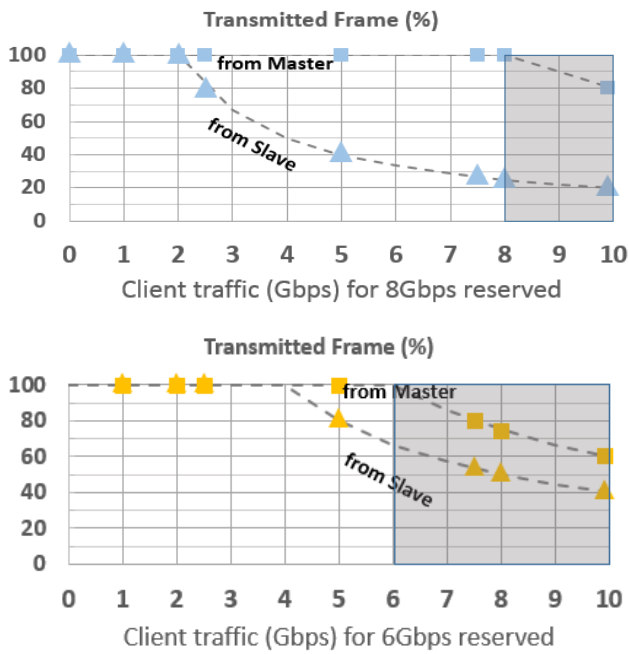 Transmitted Frame (%)
100
from Master
80
60
from Slave
40
20
0
0 1 2 3 4 5 6 7 8 9 10
Client traffic (Gbps) for 8Gbps reserved
Transmitted Frame (%)
100
from Master
80
60
from Slave
40
20
0
0 1 2 3 4 5 6 7 8 9 10
Client traffic (Gbps) for 6Gbps reserved